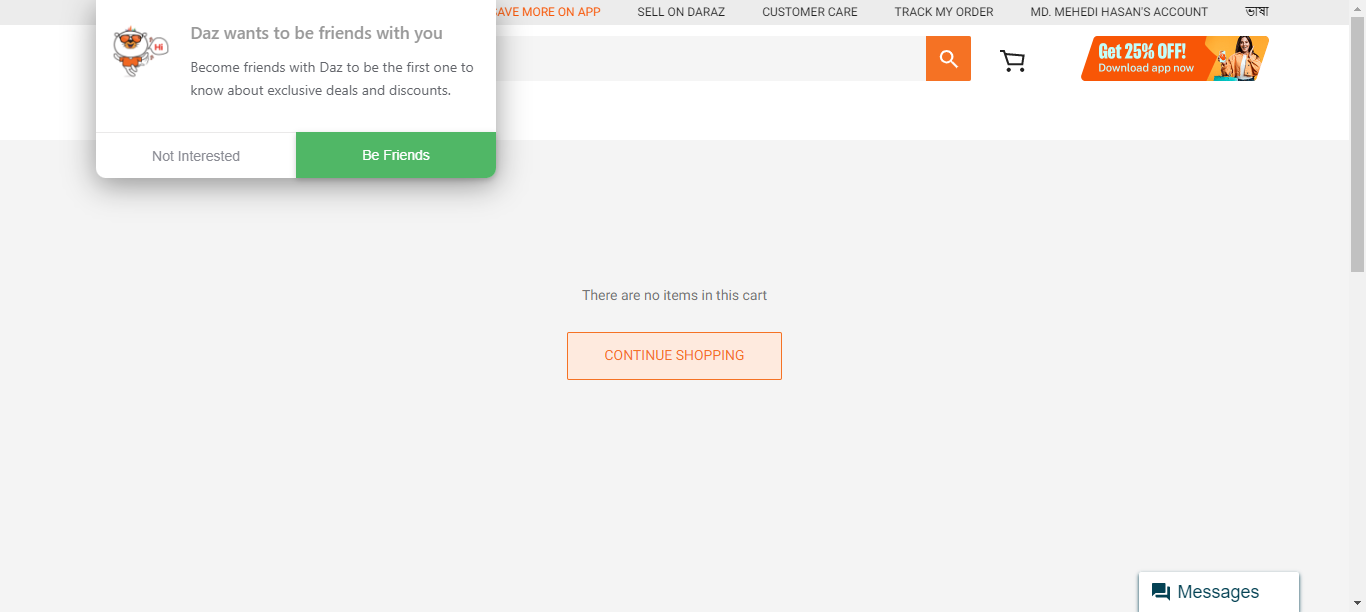 SAVE MORE ON APP
SELL ON DARAZ
CUSTOMER CARE
TRACK MY ORDER
MD. MEHEDI HASAN'S ACCOUNT
ভাষা
Daz wants to be friends with you
Hi
Become friends with Daz to be the first one to
know about exclusive deals and discounts.
Not Interested
Be Friends
Get 25% OFF!
Download app now
There are no items in this cart
CONTINUE SHOPPING
Messages